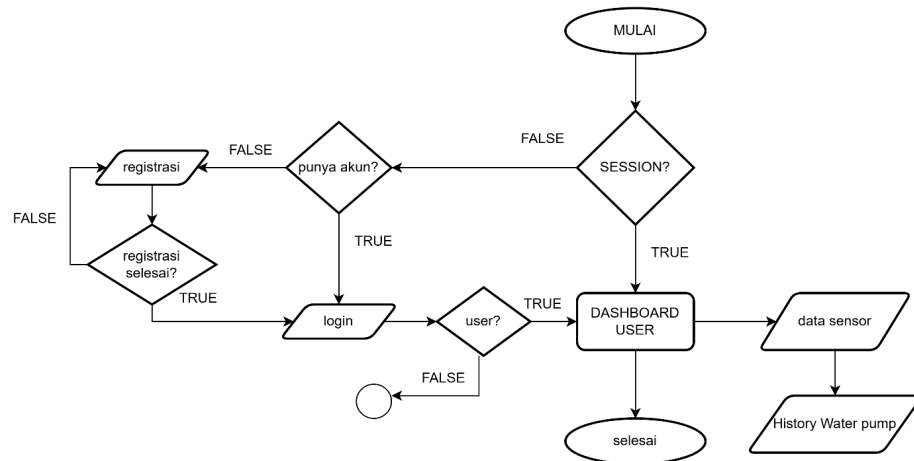 MULAI
SESSION?
FALSE
punya akun?
FALSE
registrasi
FALSE
registrasi
selesai?
TRUE
TRUE
TRUE
login
user?
TRUE
FALSE
DASHBOARD
USER
data sensor
History Water pump
selesai